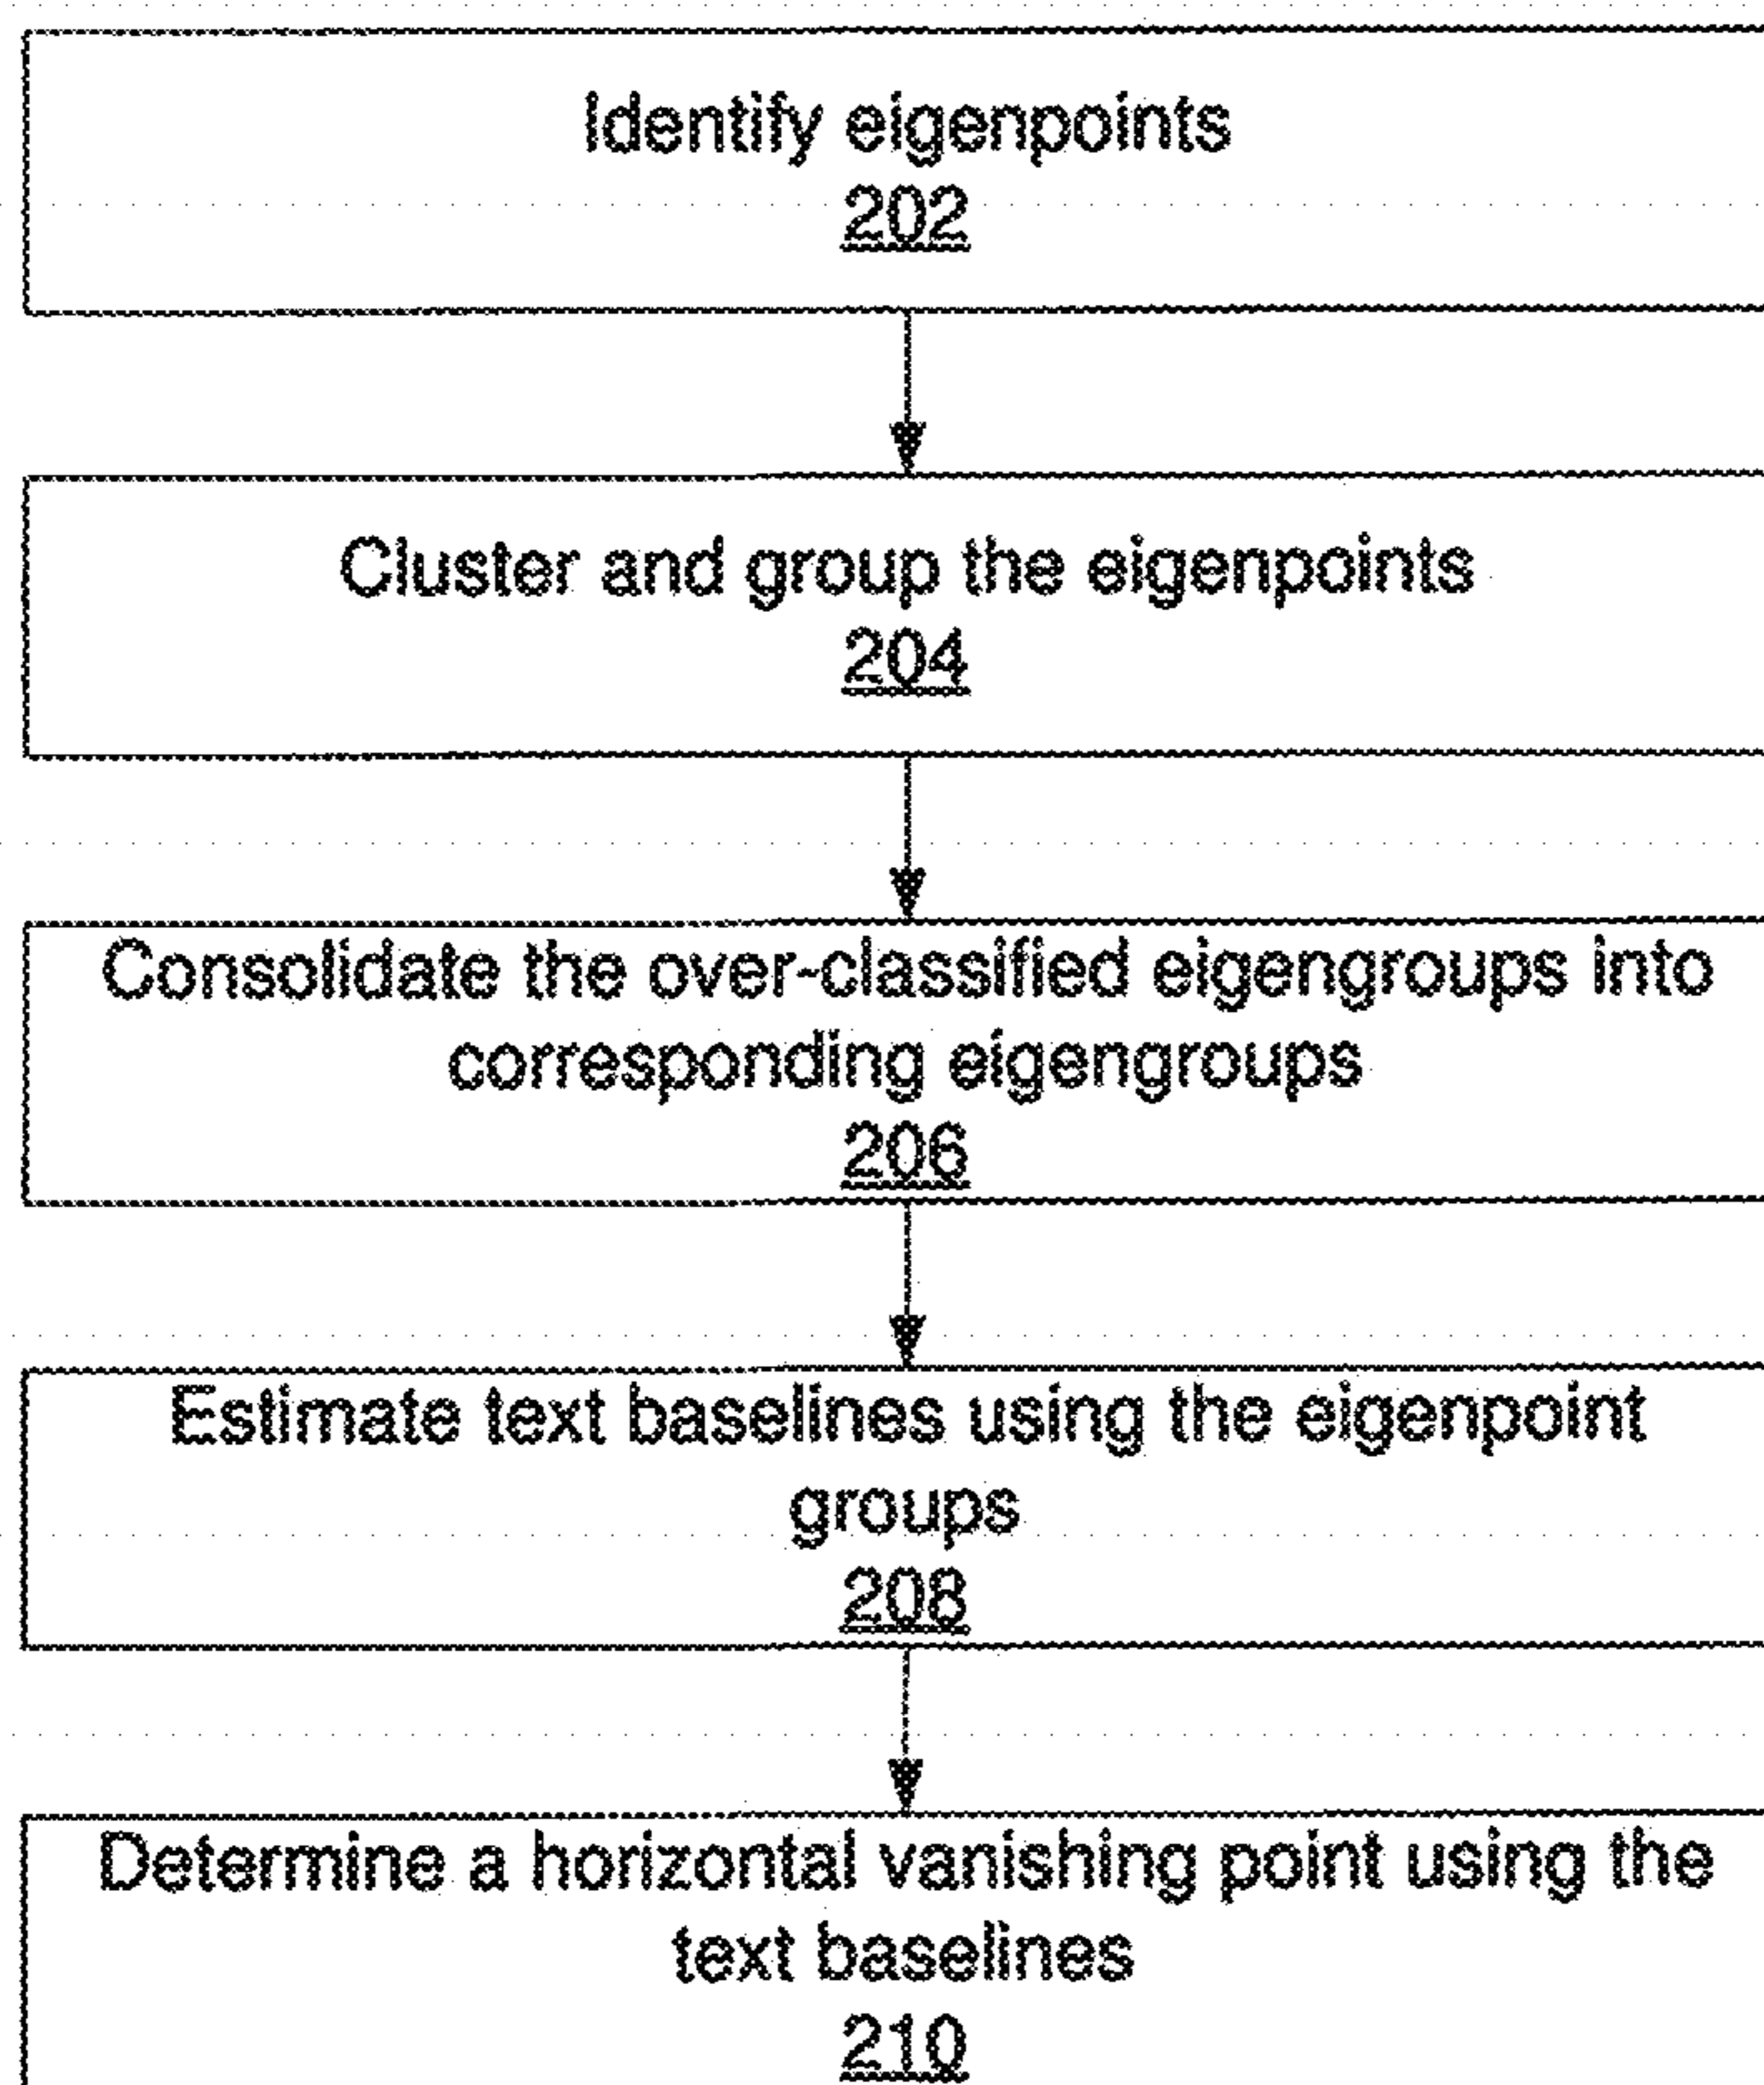 Identify eigenpoints
202
Cluster and group the eigenpoints
204
Consolidate the over-classified eigengroups into
corresponding eigengroups
206
Estimate text baselines using the eigenpoint
groups
208
Determine a horizontal vanishing point using the
text baselines
210